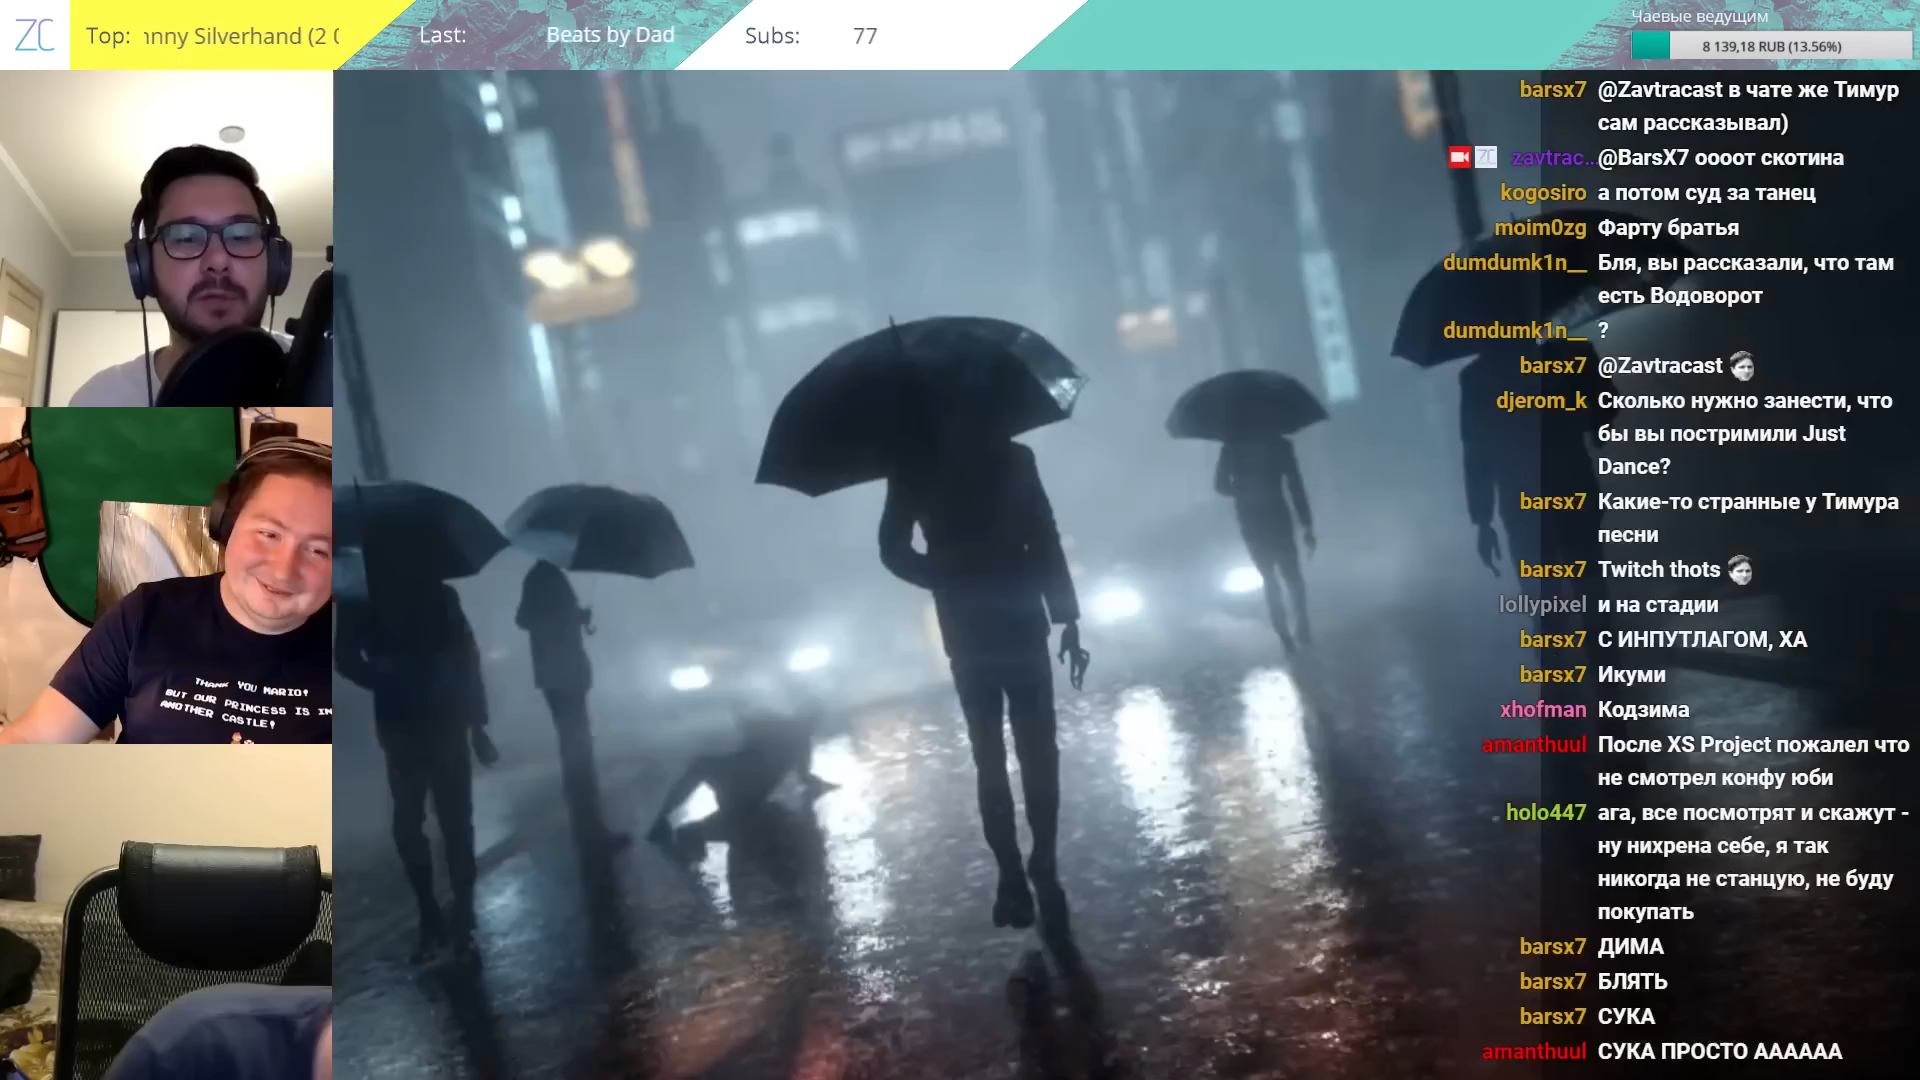 ZC
Top:
nny Silverhand (2 0
Last:
Beats by Dad
Subs:
77
Чаевые ведущим
8 139,18 RUB (13.56%)
barsx7 @Zavtracast в чате же Тимур
сам рассказывал)
ZC zavtrac... @BarsX7 оооот скотина
kogosiro а потом суд за танец
moim0zg Фарту братья
dumdumk1n__ Бля, вы рассказали, что там
есть Водоворот
dumdumk1n__ ?
barsx7 @Zavtracast
djerom_k Сколько нужно занести, что
бы вы постримили Just
Dance?
barsx7 Какие-то странные у Тимура
песни
barsx7 Twitch thots
lollypixel и на стадии
barsx7 С ИНПУТЛАГОМ, ХА
barsx7 Икуми
xhofman Кодзима
amanthuul После XS Project пожалел что
не смотрел конфу юби
holo447 ага, все посмотрят и скажут -
ну нихрена себе, я так
никогда не станцую, не буду
покупать
barsx7 ДИМА
barsx7 БЛЯТЬ
barsx7 СУКА
amanthuul СУКА ПРОСТО АААААА
THANK YOU MARIO!
BUT OUR PRINCESS IS IN
ANOTHER CASTLE!